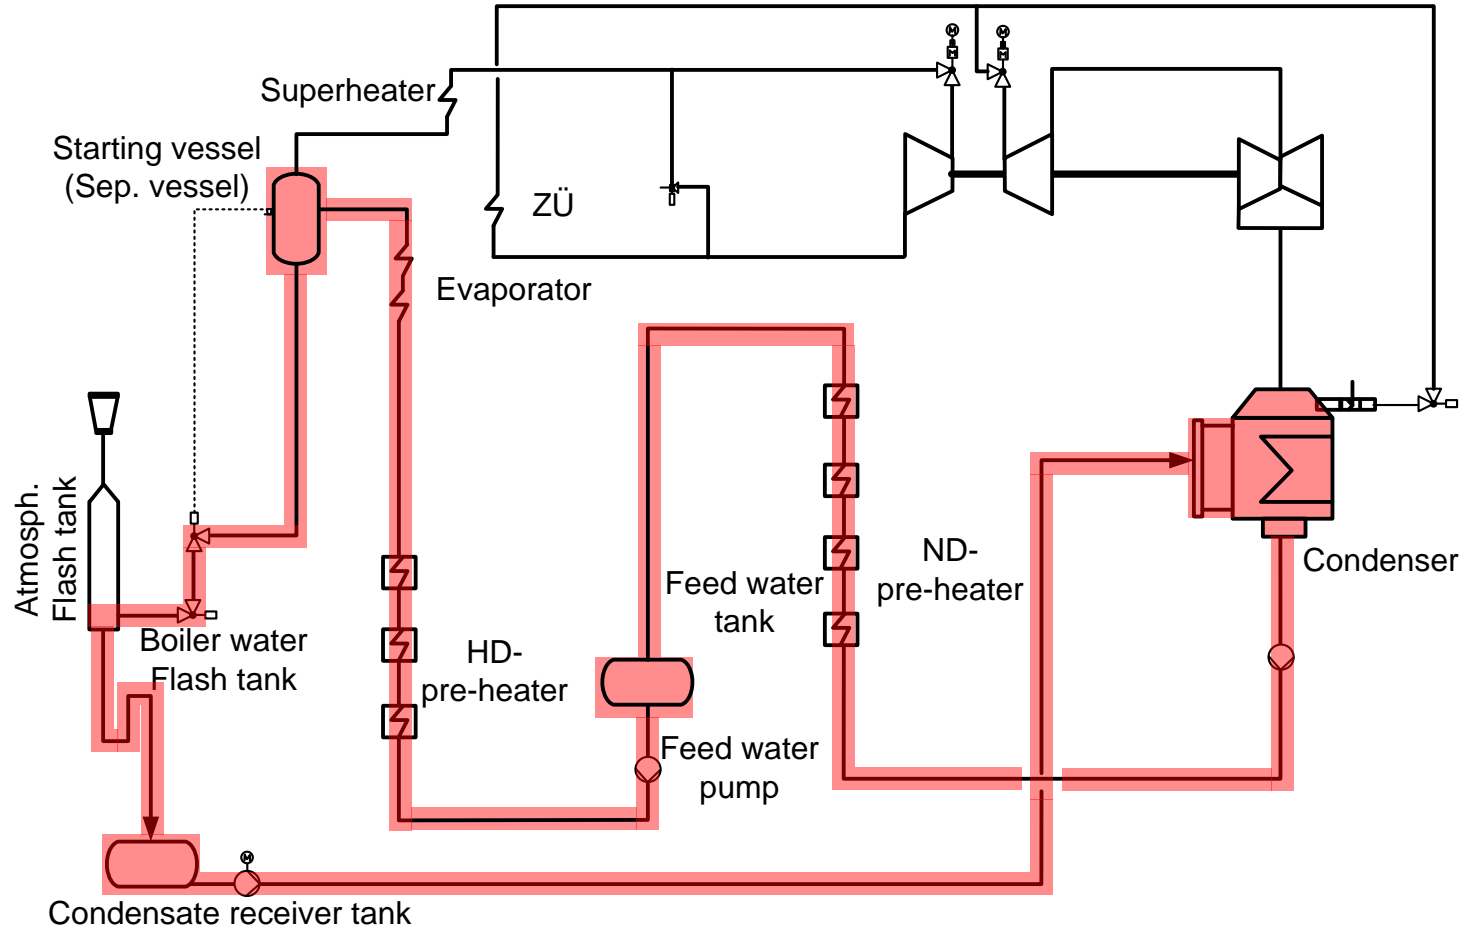 Superheater
Starting vessel
(Sep. vessel)
ZÜ
Evaporator
M
M
M
M
Atmosph.
Flash tank
Boiler water
Flash tank
HD-
pre-heater
Feed water
tank
ND-
pre-heater
Condenser
Feed water
pump
M
Condensate receiver tank